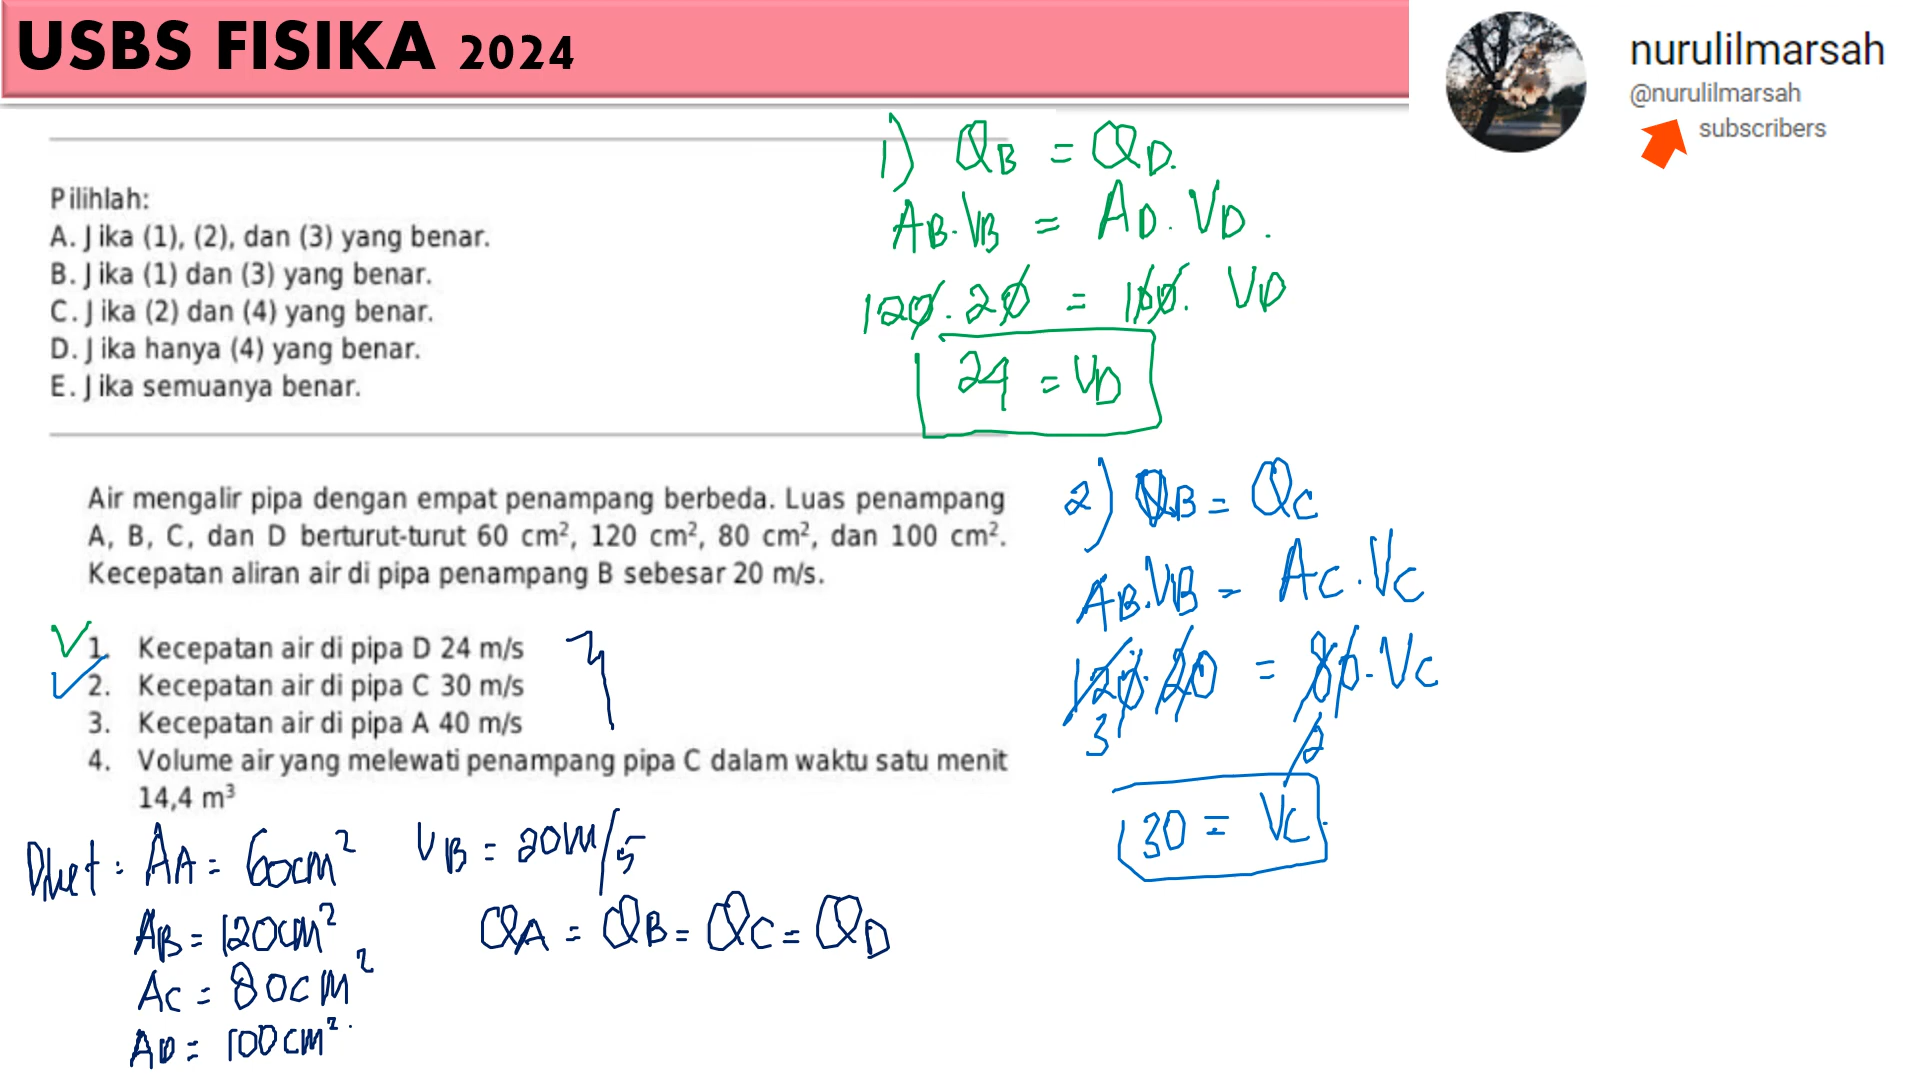 USBS FISIKA 2024
nurulilmarsah
@nurulilmarsah
subscribers
Pilihlah:
A. Jika (1), (2), dan (3) yang benar.
B. Jika (1) dan (3) yang benar.
C. Jika (2) dan (4) yang benar.
D. Jika hanya (4) yang benar.
E. Jika semuanya benar.
1) QB = QD.
AB.VB = AD.VD.
120.20 = 100. VD
24 = VD
Air mengalir pipa dengan empat penampang berbeda. Luas penampang
A, B, C, dan D berturut-turut 60 cm², 120 cm², 80 cm², dan 100 cm².
Kecepatan aliran air di pipa penampang B sebesar 20 m/s.
1. Kecepatan air di pipa D 24 m/s
2. Kecepatan air di pipa C 30 m/s
3. Kecepatan air di pipa A 40 m/s
4. Volume air yang melewati penampang pipa C dalam waktu satu menit
14,4 m³
2) QB = QC
AB.VB = AC.VC
120.20 = 80.VC
3
2
30 = VC.
Dket : AA = 60cm² VB = 20m/s
AB = 120cm² QA = QB = QC = QD
AC = 80cm²
AD = 100cm².